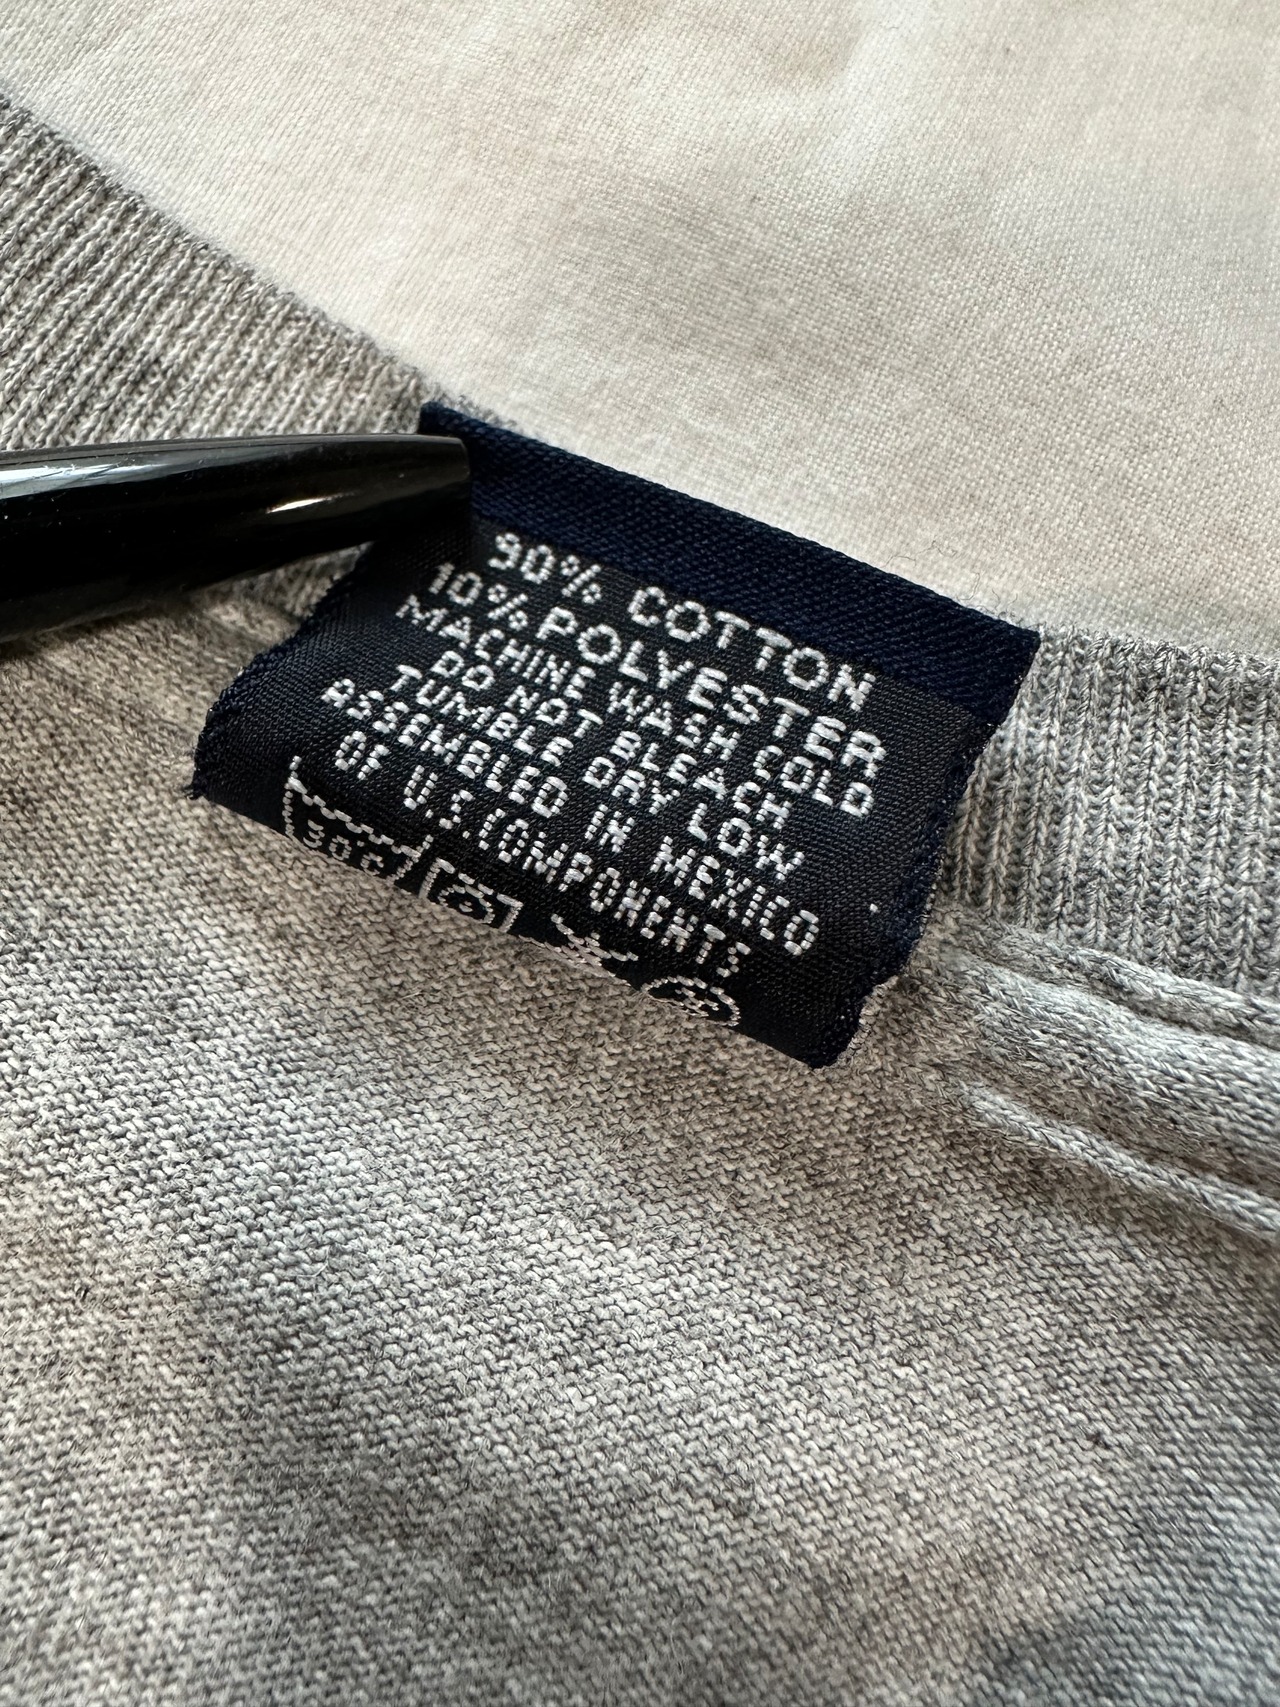 90% COTTON
10% POLYESTER
MACHINE WASH COLD
DO NOT BLEACH
TUMBLE DRY LOW
ASSEMBLED IN MEXICO
OF U.S.COMPONENTS
30°C